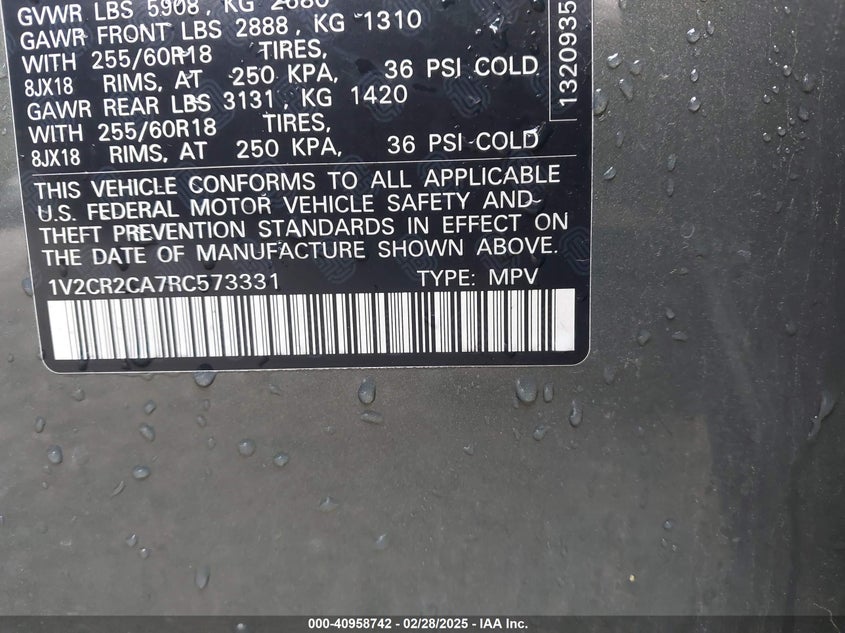 GVWR LBS 5908, KG 2680
GAWR FRONT LBS 2888, KG 1310
WITH 255/60R18 TIRES,
8JX18 RIMS, AT 250 KPA, 36 PSI COLD
GAWR REAR LBS 3131, KG 1420
WITH 255/60R18 TIRES,
8JX18 RIMS, AT 250 KPA, 36 PSI COLD
THIS VEHICLE CONFORMS TO ALL APPLICABLE
U.S. FEDERAL MOTOR VEHICLE SAFETY AND
THEFT PREVENTION STANDARDS IN EFFECT ON
THE DATE OF MANUFACTURE SHOWN ABOVE.
1V2CR2CA7RC573331 TYPE: MPV
1320935
000-40958742 - 02/28/2025 - IAA Inc.